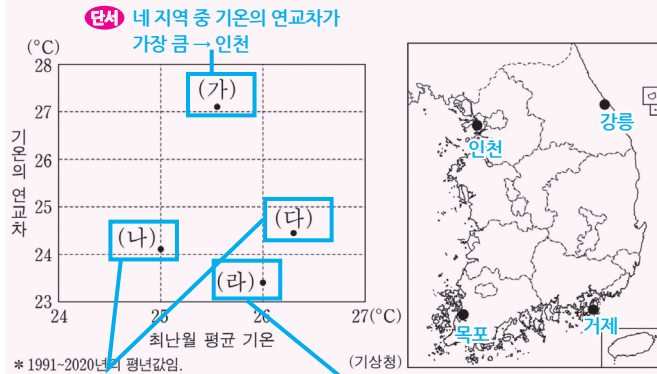 단서 네 지역 중 기온의 연교차가
가장 큼 → 인천
(°C)
28
27
26
25
24
23
기온의 연교차
(가)
(나)
(다)
(라)
24
25
26
27(°C)
최난월 평균 기온
* 1991~2020년의 평년값임.
(기상청)
강릉
인천
목포
거제